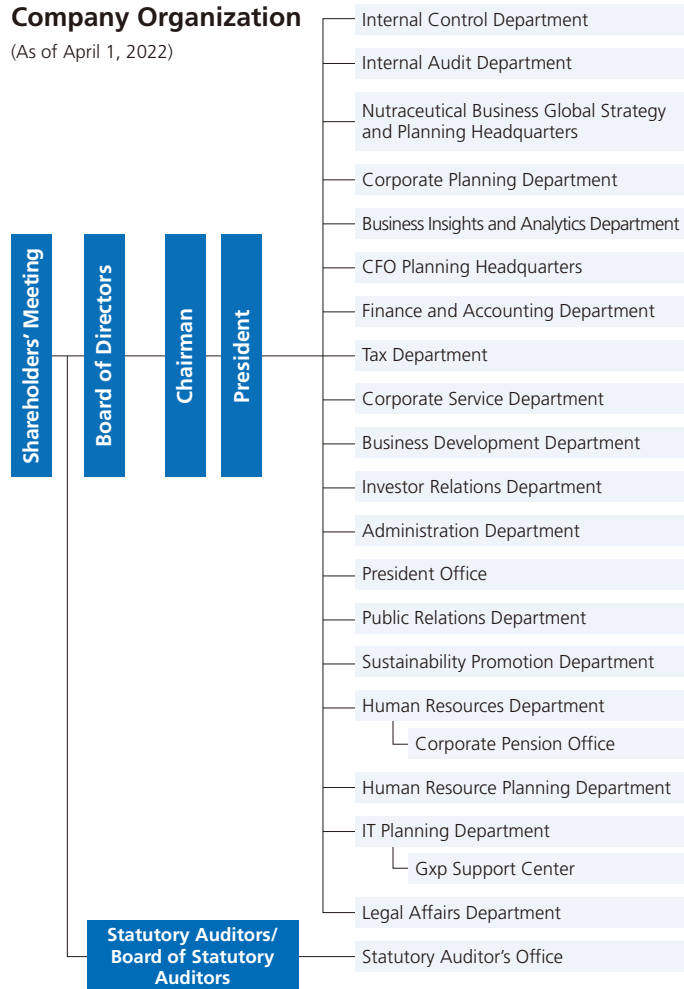 Company Organization
(As of April 1, 2022)
Shareholders' Meeting
Board of Directors
Chairman
President
Internal Control Department
Internal Audit Department
Nutraceutical Business Global Strategy
and Planning Headquarters
Corporate Planning Department
Business Insights and Analytics Department
CFO Planning Headquarters
Finance and Accounting Department
Tax Department
Corporate Service Department
Business Development Department
Investor Relations Department
Administration Department
President Office
Public Relations Department
Sustainability Promotion Department
Human Resources Department
Corporate Pension Office
Human Resource Planning Department
IT Planning Department
Gxp Support Center
Legal Affairs Department
Statutory Auditors/
Board of Statutory
Auditors
Statutory Auditor's Office